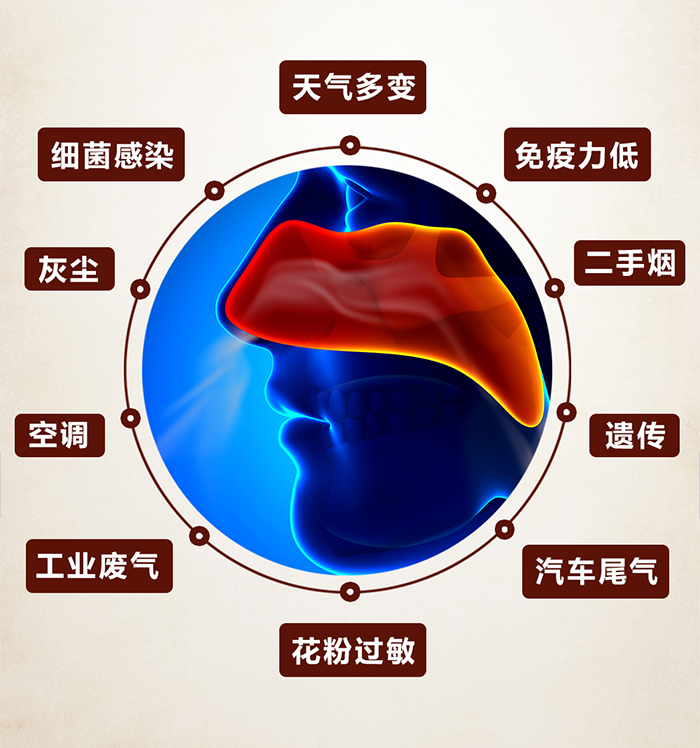 天气多变
细菌感染
免疫力低
灰尘
二手烟
空调
遗传
工业废气
汽车尾气
花粉过敏